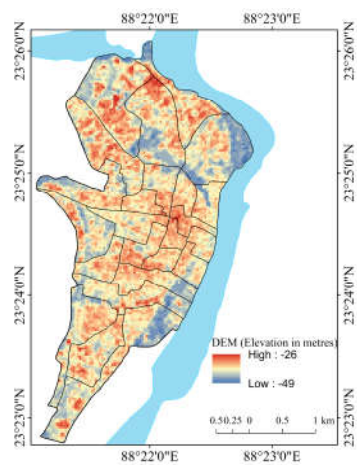 88°22'0"E 88°23'0"E
23°26'0"N 23°26'0"N
23°25'0"N 23°25'0"N
23°24'0"N 23°24'0"N
DEM (Elevation in metres)
High : -26
Low : -49
23°23'0"N 23°23'0"N
0.5 0.25 0 0.5 1 km
88°22'0"E 88°23'0"E